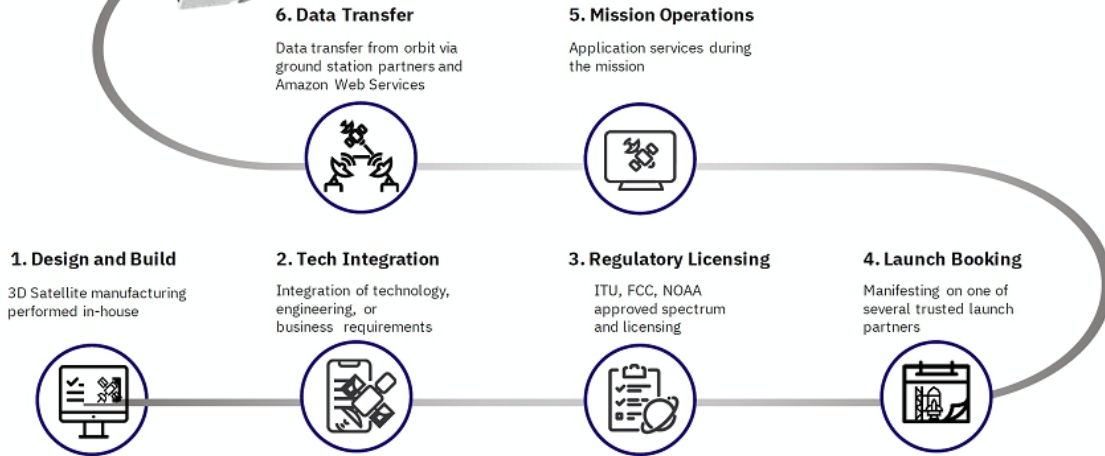 6. Data Transfer
Data transfer from orbit via
ground station partners and
Amazon Web Services
5. Mission Operations
Application services during
the mission
1. Design and Build
3D Satellite manufacturing
performed in-house
2. Tech Integration
Integration of technology,
engineering, or
business requirements
3. Regulatory Licensing
ITU, FCC, NOAA
approved spectrum
and licensing
4. Launch Booking
Manifesting on one of
several trusted launch
partners